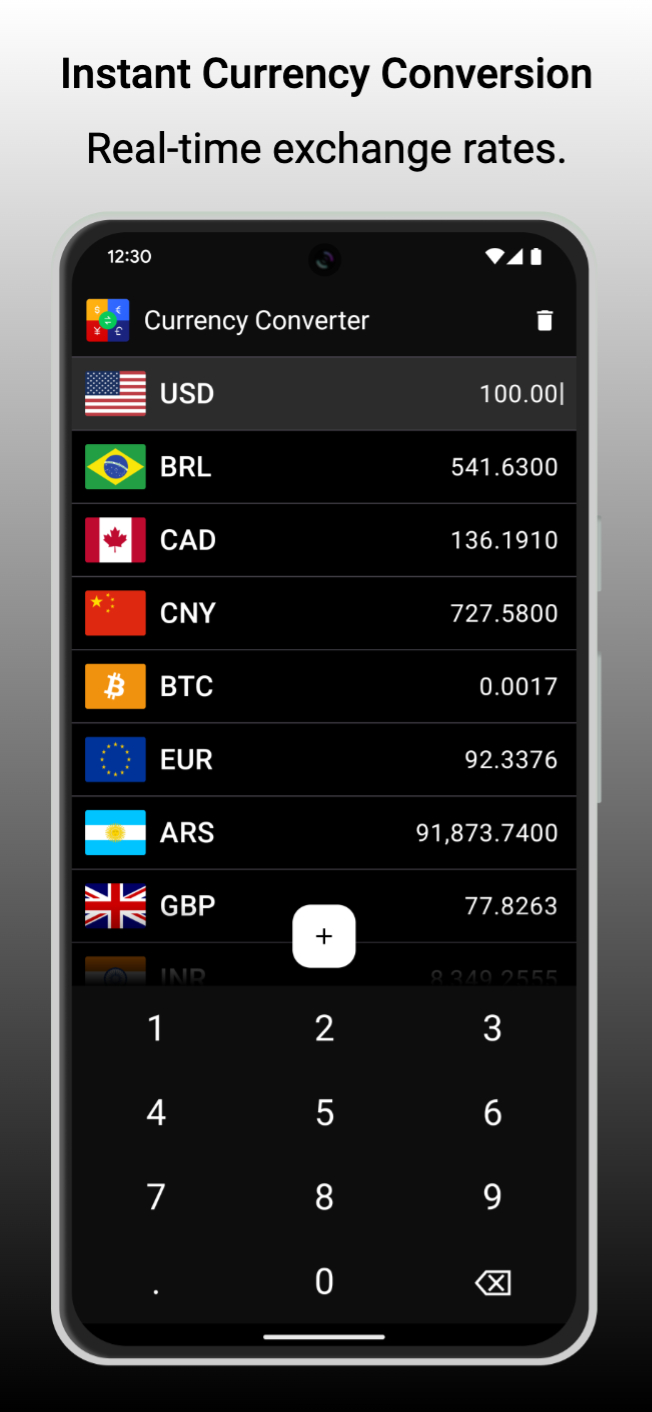 Instant Currency Conversion
Real-time exchange rates.
12:30
Currency Converter
USD 100.00
BRL 541.6300
CAD 136.1910
CNY 727.5800
BTC 0.0017
EUR 92.3376
ARS 91,873.7400
GBP 77.8263
+
INR 8,349.2555
1 2 3
4 5 6
7 8 9
. 0